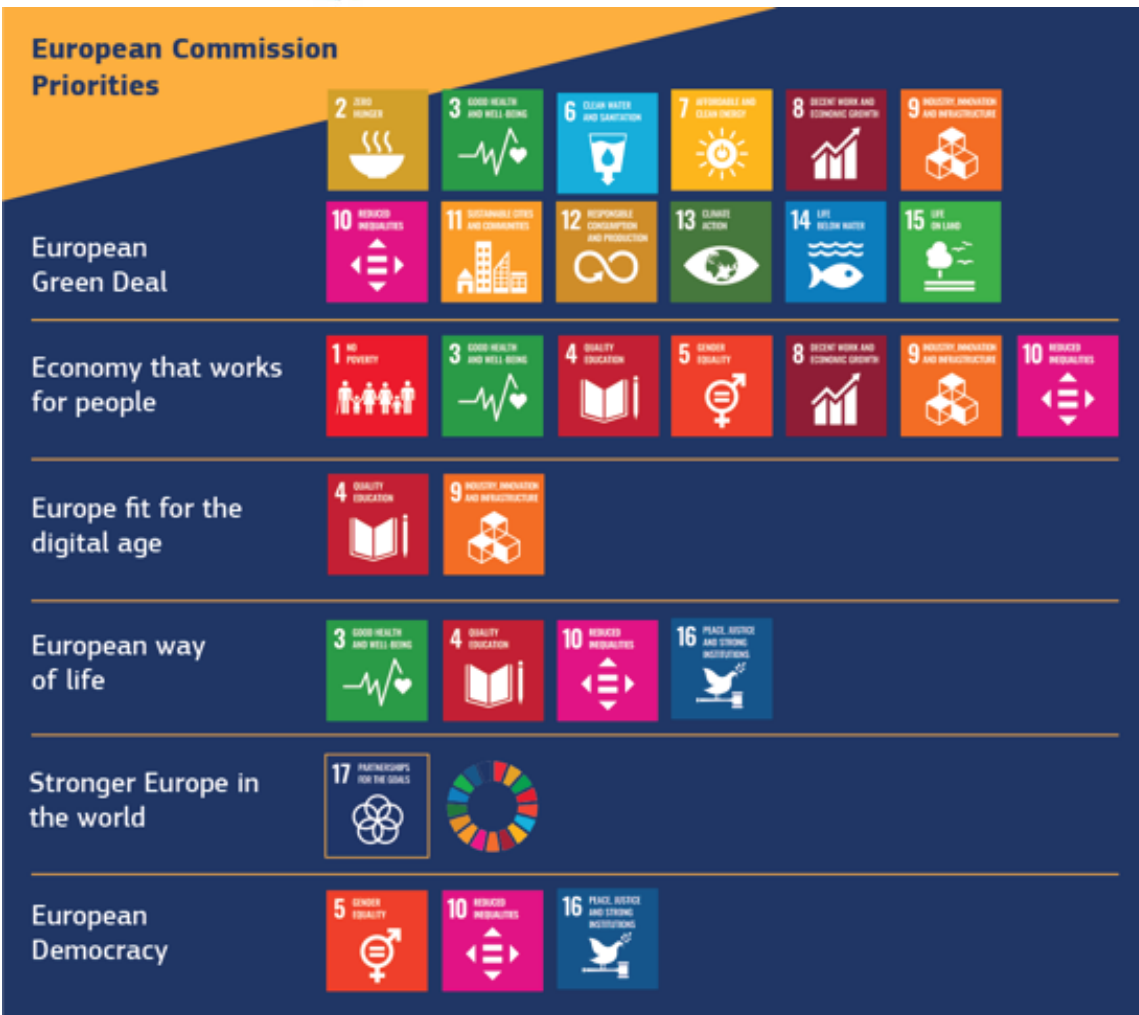 European Commission
Priorities
2 ZERO
HUNGER
3 GOOD HEALTH
AND WELL-BEING
6 CLEAN WATER
AND SANITATION
7 AFFORDABLE AND
CLEAN ENERGY
8 DECENT WORK AND
ECONOMIC GROWTH
9 INDUSTRY, INNOVATION
AND INFRASTRUCTURE
European
Green Deal
10 REDUCED
INEQUALITIES
11 SUSTAINABLE CITIES
AND COMMUNITIES
12 RESPONSIBLE
CONSUMPTION
AND PRODUCTION
13 CLIMATE
ACTION
14 LIFE
BELOW WATER
15 LIFE
ON LAND
Economy that works
for people
1 NO
POVERTY
3 GOOD HEALTH
AND WELL-BEING
4 QUALITY
EDUCATION
5 GENDER
EQUALITY
8 DECENT WORK AND
ECONOMIC GROWTH
9 INDUSTRY, INNOVATION
AND INFRASTRUCTURE
10 REDUCED
INEQUALITIES
Europe fit for the
digital age
4 QUALITY
EDUCATION
9 INDUSTRY, INNOVATION
AND INFRASTRUCTURE
European way
of life
3 GOOD HEALTH
AND WELL-BEING
4 QUALITY
EDUCATION
10 REDUCED
INEQUALITIES
16 PEACE, JUSTICE
AND STRONG
INSTITUTIONS
Stronger Europe in
the world
17 PARTNERSHIPS
FOR THE GOALS
European
Democracy
5 GENDER
EQUALITY
10 REDUCED
INEQUALITIES
16 PEACE, JUSTICE
AND STRONG
INSTITUTIONS